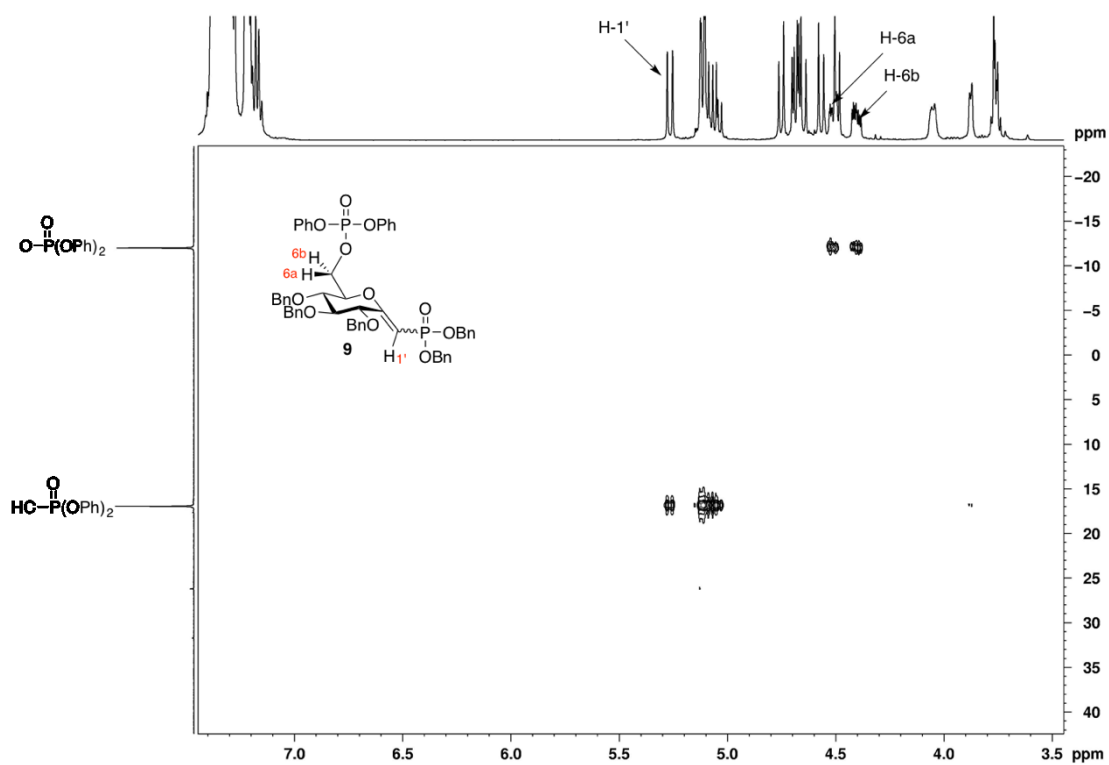 H-1'
H-6a
H-6b
ppm
-20
-15
-10
-5
0
5
10
15
20
25
30
35
40
O
O-P(OPh)2
O
HC-P(OPh)2
O
PhO-P-OPh
O
6b H
6a H
O
BnO
BnO
BnO
O
P-OBn
OBn
H1'
9
7.0 6.5 6.0 5.5 5.0 4.5 4.0 3.5 ppm